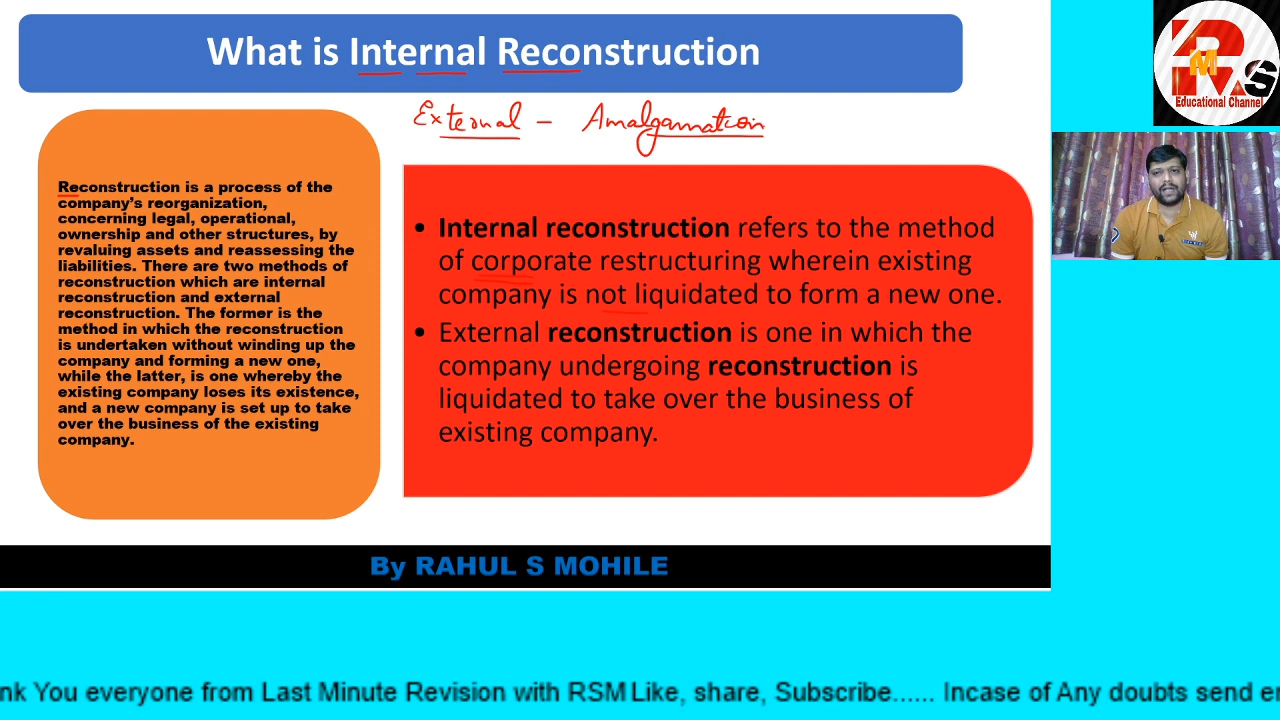 What is Internal Reconstruction
External - Amalgamation
Reconstruction is a process of the
company's reorganization,
concerning legal, operational,
ownership and other structures, by
revaluing assets and reassessing the
liabilities. There are two methods of
reconstruction which are internal
reconstruction and external
reconstruction. The former is the
method in which the reconstruction
is undertaken without winding up the
company and forming a new one,
while the latter, is one whereby the
existing company loses its existence,
and a new company is set up to take
over the business of the existing
company.
• Internal reconstruction refers to the method
of corporate restructuring wherein existing
company is not liquidated to form a new one.
• External reconstruction is one in which the
company undergoing reconstruction is
liquidated to take over the business of
existing company.
By RAHUL S MOHILE
RMS
Educational Channel
nk You everyone from Last Minute Revision with RSM Like, share, Subscribe...... Incase of Any doubts send e